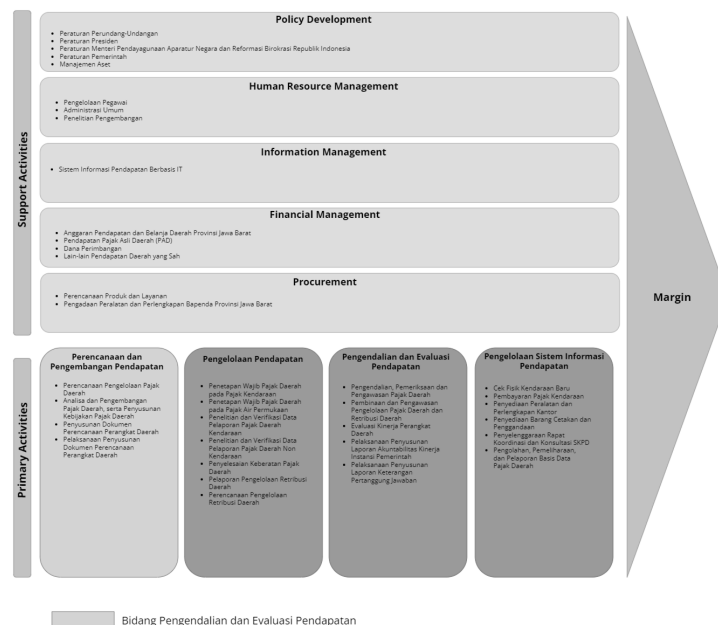 Policy Development
• Peraturan Perundang-Undangan
• Peraturan Presiden
• Peraturan Menteri Pendayagunaan Aparatur Negara dan Reformasi Birokrasi Republik Indonesia
• Peraturan Pemerintah
• Manajemen Aset
Human Resource Management
• Pengelolaan Pegawai
• Administrasi Umum
• Penelitian Pengembangan
Information Management
• Sistem Informasi Pendapatan Berbasis IT
Financial Management
• Anggaran Pendapatan dan Belanja Daerah Provinsi Jawa Barat
• Pendapatan Pajak Asli Daerah (PAD)
• Dana Perimbangan
• Lain-lain Pendapatan Daerah yang Sah
Procurement
• Perencanaan Produk dan Layanan
• Pengadaan Peralatan dan Perlengkapan Bapenda Provinsi Jawa Barat
Support Activities
Margin
Primary Activities
Perencanaan dan
Pengembangan Pendapatan
• Perencanaan Pengelolaan Pajak
Daerah
• Analisa dan Pengembangan
Pajak Daerah, serta Penyusunan
Kebijakan Pajak Daerah
• Penyusunan Dokumen
Perencanaan Perangkat Daerah
• Pelaksanaan Penyusunan
Dokumen Perencanaan
Perangkat Daerah
Pengelolaan Pendapatan
• Penetapan Wajib Pajak Daerah
pada Pajak Kendaraan
• Penetapan Wajib Pajak Daerah
pada Pajak Air Permukaan
• Penelitian dan Verifikasi Data
Pelaporan Pajak Daerah
Kendaraan
• Penelitian dan Verifikasi Data
Pelaporan Pajak Daerah Non
Kendaraan
• Penyelesaian Keberatan Pajak
Daerah
• Pelaporan Pengelolaan Retribusi
Daerah
• Perencanaan Pengelolaan
Retribusi Daerah
Pengendalian dan Evaluasi
Pendapatan
• Pengendalian, Pemeriksaan dan
Pengawasan Pajak Daerah
• Pembinaan dan Pengawasan
Pengelolaan Pajak Daerah dan
Retribusi Daerah
• Evaluasi Kinerja Perangkat
Daerah
• Pelaksanaan Penyusunan
Laporan Akuntabilitas Kinerja
Instansi Pemerintah
• Pelaksanaan Penyusunan
Laporan Keterangan
Pertanggung Jawaban
Pengelolaan Sistem Informasi
Pendapatan
• Cek Fisik Kendaraan Baru
• Pembayaran Pajak Kendaraan
• Penyediaan Peralatan dan
Perlengkapan Kantor
• Penyediaan Barang Cetakan dan
Penggandaan
• Penyelenggaraan Rapat
Koordinasi dan Konsultasi SKPD
• Pengolahan, Pemeliharaan,
dan Pelaporan Basis Data
Pajak Daerah
Bidang Pengendalian dan Evaluasi Pendapatan